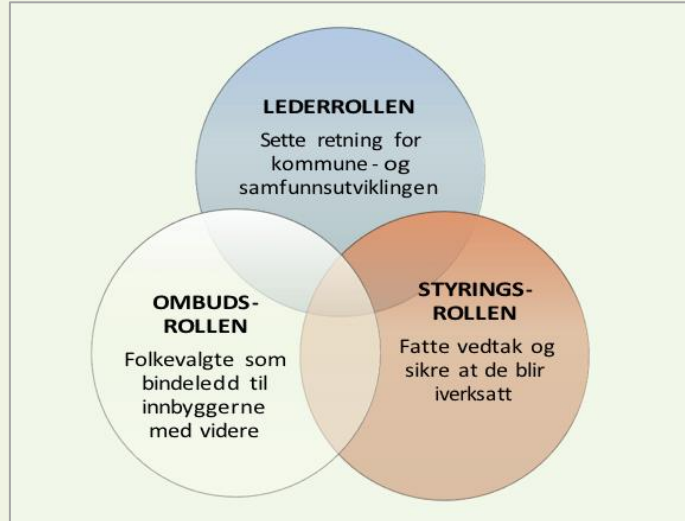 LEDERROLLEN
Sette retning for
kommune- og
samfunnsutviklingen
OMBUDS-
ROLLEN
Folkevalgte som
bindeledd til
innbyggerne
med videre
STYRINGS-
ROLLEN
Fatte vedtak og
sikre at de blir
iverksatt